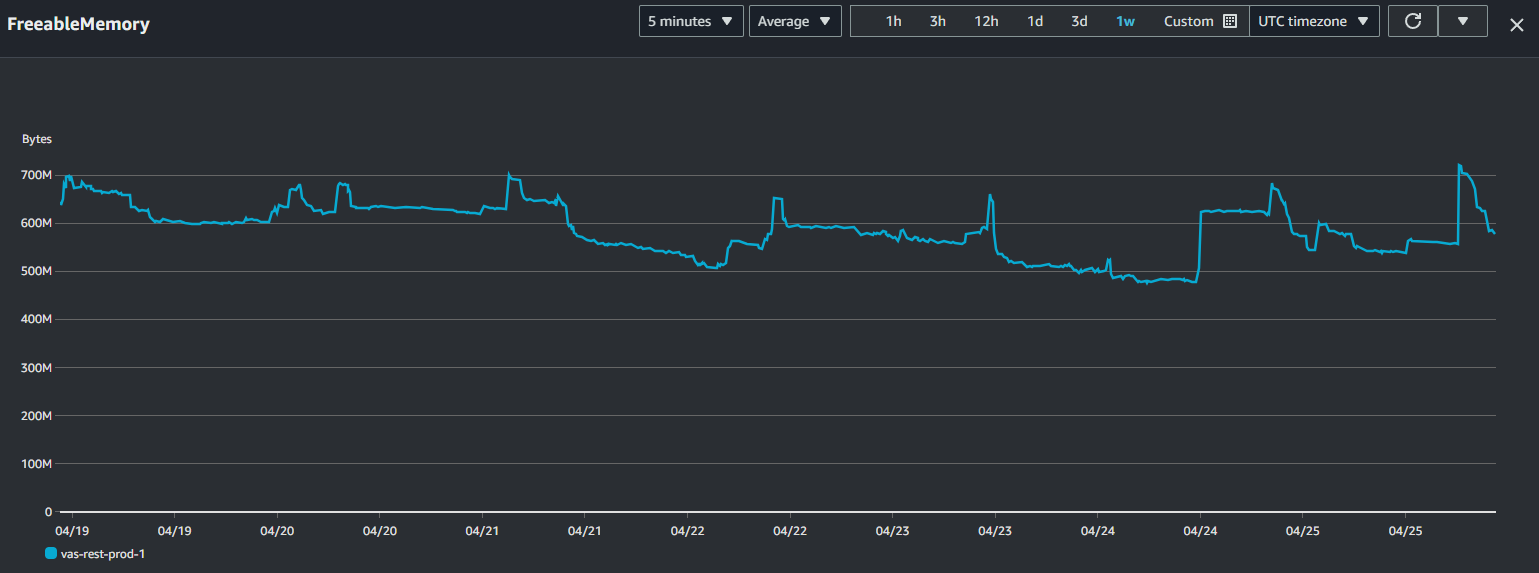 FreeableMemory
5 minutes Average 1h 3h 12h 1d 3d 1w Custom UTC timezone
Bytes
700M
600M
500M
400M
300M
200M
100M
0
04/19 04/19 04/20 04/20 04/21 04/21 04/22 04/22 04/23 04/23 04/24 04/24 04/25 04/25
vas-rest-prod-1